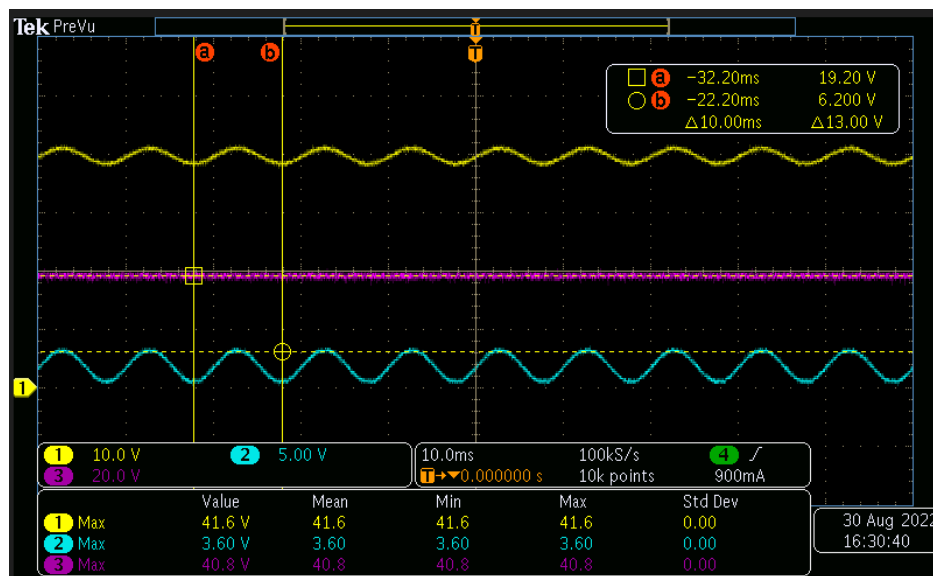 Tek PreVu
T
a b T
a −32.20ms 19.20 V
b −22.20ms 6.200 V
△10.00ms △13.00 V
1
1 10.0 V 2 5.00 V
3 20.0 V
10.0ms 100kS/s 4
T→▼0.000000 s 10k points 900mA
Value Mean Min Max Std Dev
1 Max 41.6 V 41.6 41.6 41.6 0.00
2 Max 3.60 V 3.60 3.60 3.60 0.00
3 Max 40.8 V 40.8 40.8 40.8 0.00
30 Aug 2022
16:30:40